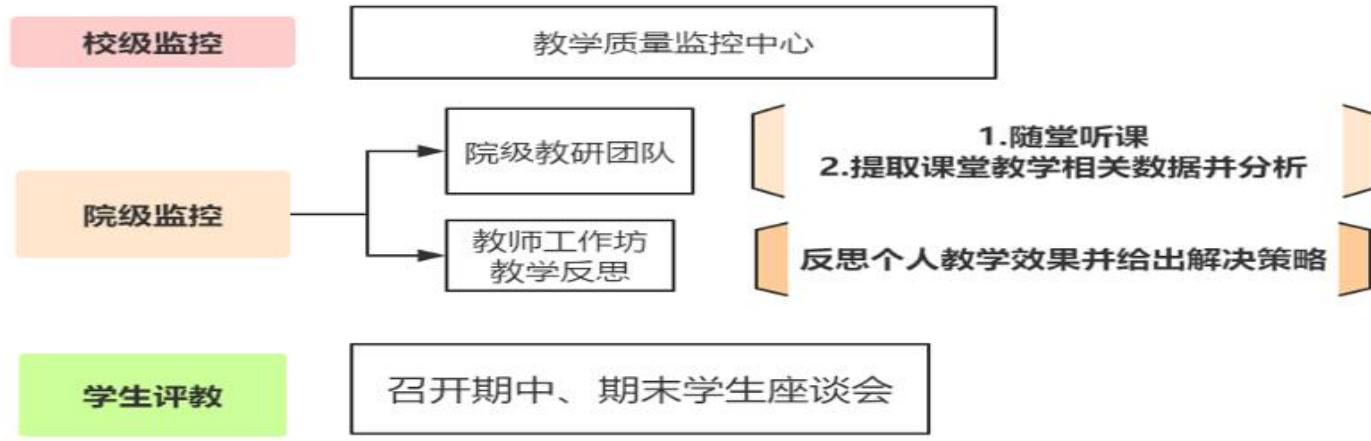 校级监控
教学质量监控中心
院级监控
院级教研团队
1.随堂听课
2.提取课堂教学相关数据并分析
教师工作坊
教学反思
反思个人教学效果并给出解决策略
学生评教
召开期中、期末学生座谈会